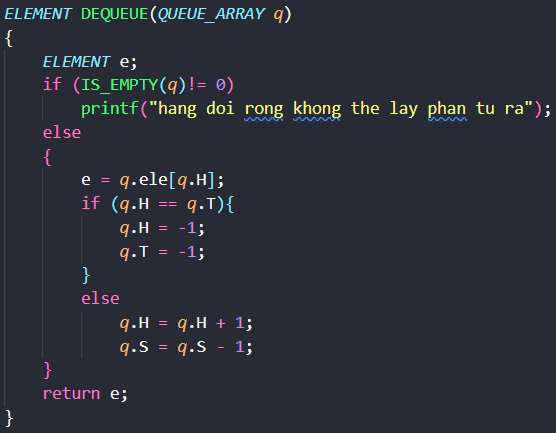 ELEMENT DEQUEUE(QUEUE_ARRAY q)
{
    ELEMENT e;
    if (IS_EMPTY(q)!= 0)
        printf("hang doi rong khong the lay phan tu ra");
    else
    {
        e = q.ele[q.H];
        if (q.H == q.T){
            q.H = -1;
            q.T = -1;
        }
        else
            q.H = q.H + 1;
            q.S = q.S - 1;
    }
    return e;
}